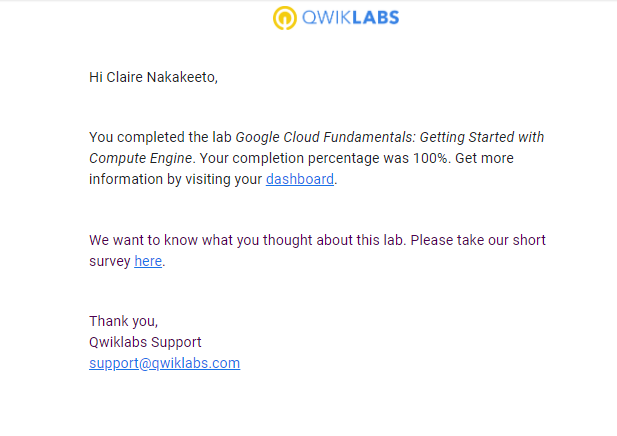 QWIKLABS
Hi Claire Nakakeeto,
You completed the lab Google Cloud Fundamentals: Getting Started with
Compute Engine. Your completion percentage was 100%. Get more
information by visiting your dashboard.
We want to know what you thought about this lab. Please take our short
survey here.
Thank you,
Qwiklabs Support
support@qwiklabs.com